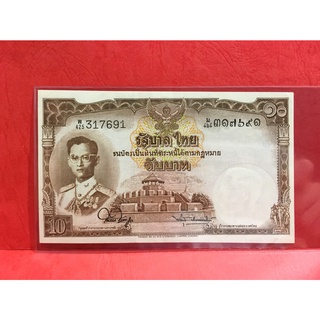 ๑๐
W/423 317691
๓๑๗๖๙๑
รัฐบาลไทย
ธนบัตรเป็นเงินที่ชำระหนี้ได้ตามกฎหมาย
สิบบาท
10
10